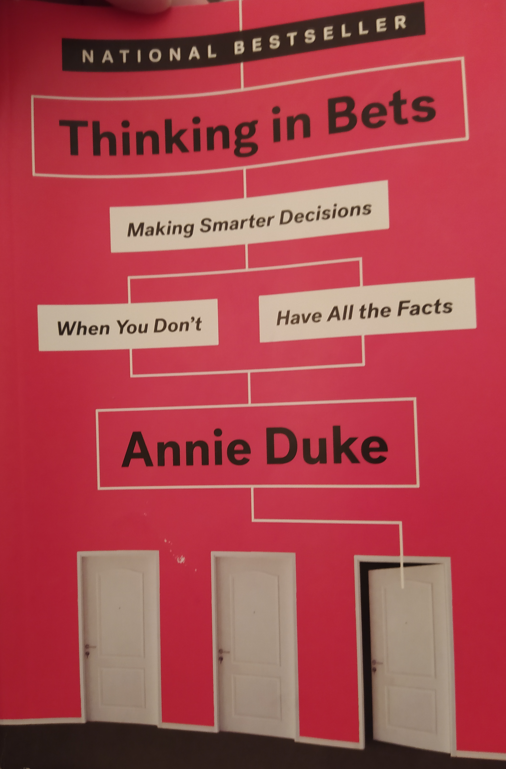 NATIONAL BESTSELLER
Thinking in Bets
Making Smarter Decisions
When You Don't
Have All the Facts
Annie Duke